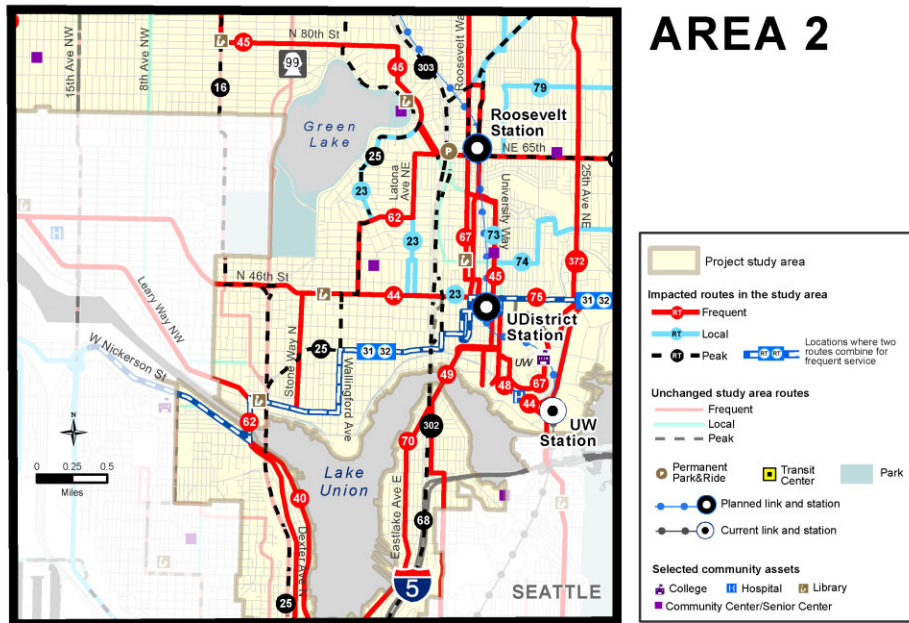 AREA 2
15th Ave NW
8th Ave NW
N 80th St
45
99
303
Roosevelt Wa
45
16
79
Roosevelt
Station
Green
Lake
P
NE 65th
25
Latona
Ave NE
University Way
25th Ave NE
23
62
67
73
23
74
372
45
N 46th St
44
23
75
31 32
UDistrict
Station
Leary Way NW
W Nickerson St
Stone Way N
25
Wallingford Ave
31 32
UW
49
48
67
44
UW
Station
62
302
70
N
0 0.25 0.5
Miles
Lake
Union
40
Eastlake Ave E
68
Dexter Ave N
5
25
SEATTLE
Project study area
Impacted routes in the study area
RT Frequent
RT Local
RT Peak
RT RT
Locations where two
routes combine for
frequent service
Unchanged study area routes
Frequent
Local
Peak
P Permanent
Park&Ride
Transit
Center
Park
Planned link and station
Current link and station
Selected community assets
College
H Hospital
Library
Community Center/Senior Center